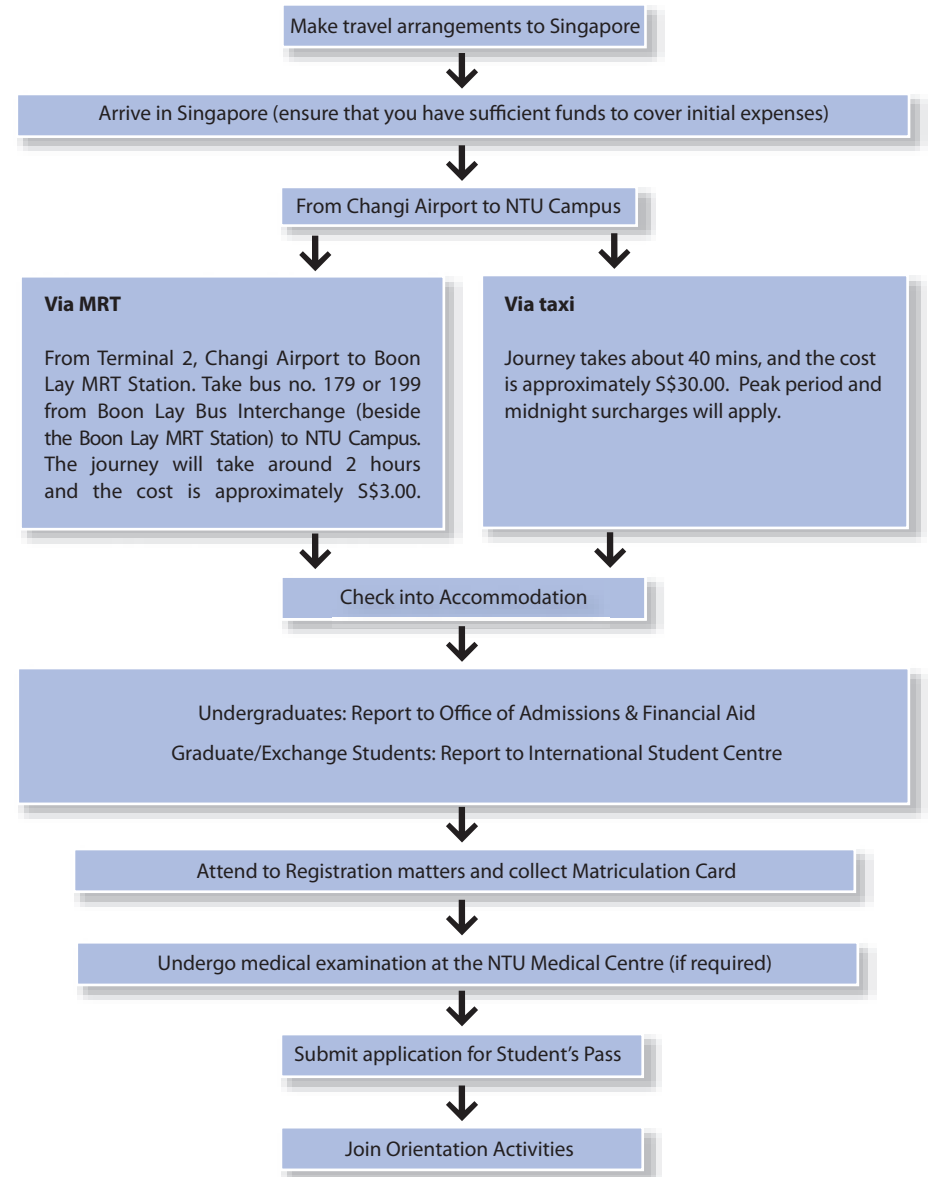 Make travel arrangements to Singapore
Arrive in Singapore (ensure that you have sufficient funds to cover initial expenses)
From Changi Airport to NTU Campus
Via MRT
From Terminal 2, Changi Airport to Boon
Lay MRT Station. Take bus no. 179 or 199
from Boon Lay Bus Interchange (beside
the Boon Lay MRT Station) to NTU Campus.
The journey will take around 2 hours
and the cost is approximately S$3.00.
Via taxi
Journey takes about 40 mins, and the cost
is approximately S$30.00. Peak period and
midnight surcharges will apply.
Check into Accommodation
Undergraduates: Report to Office of Admissions & Financial Aid
Graduate/Exchange Students: Report to International Student Centre
Attend to Registration matters and collect Matriculation Card
Undergo medical examination at the NTU Medical Centre (if required)
Submit application for Student’s Pass
Join Orientation Activities